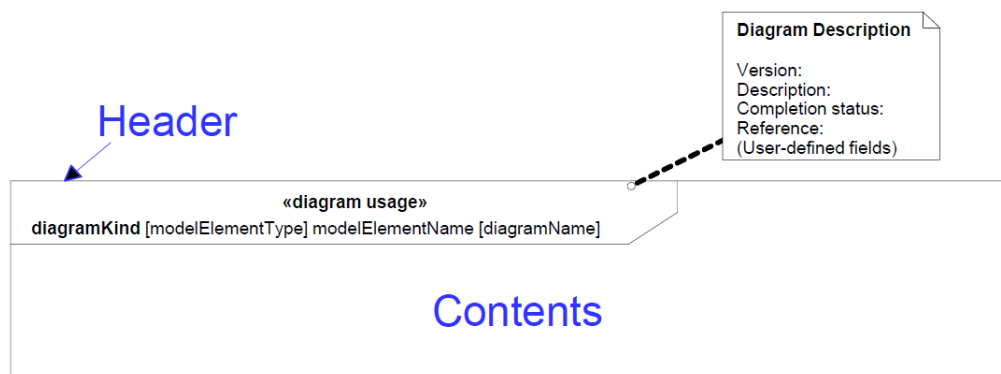 Diagram Description
Version:
Description:
Completion status:
Reference:
(User-defined fields)
Header
«diagram usage»
diagramKind [modelElementType] modelElementName [diagramName]
Contents